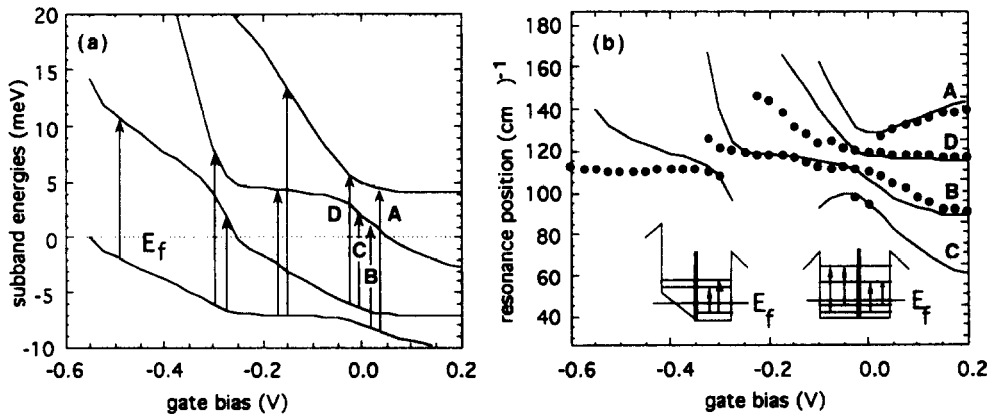 (a)
subband energies (meV)
20
15
10
5
0
-5
-10
E_f
D
A
C
B
-0.6
-0.4
-0.2
0.0
0.2
gate bias (V)
(b)
resonance position (cm )⁻¹
180
160
140
120
100
80
60
40
A
D
B
C
E_f
E_f
-0.6
-0.4
-0.2
0.0
0.2
gate bias (V)